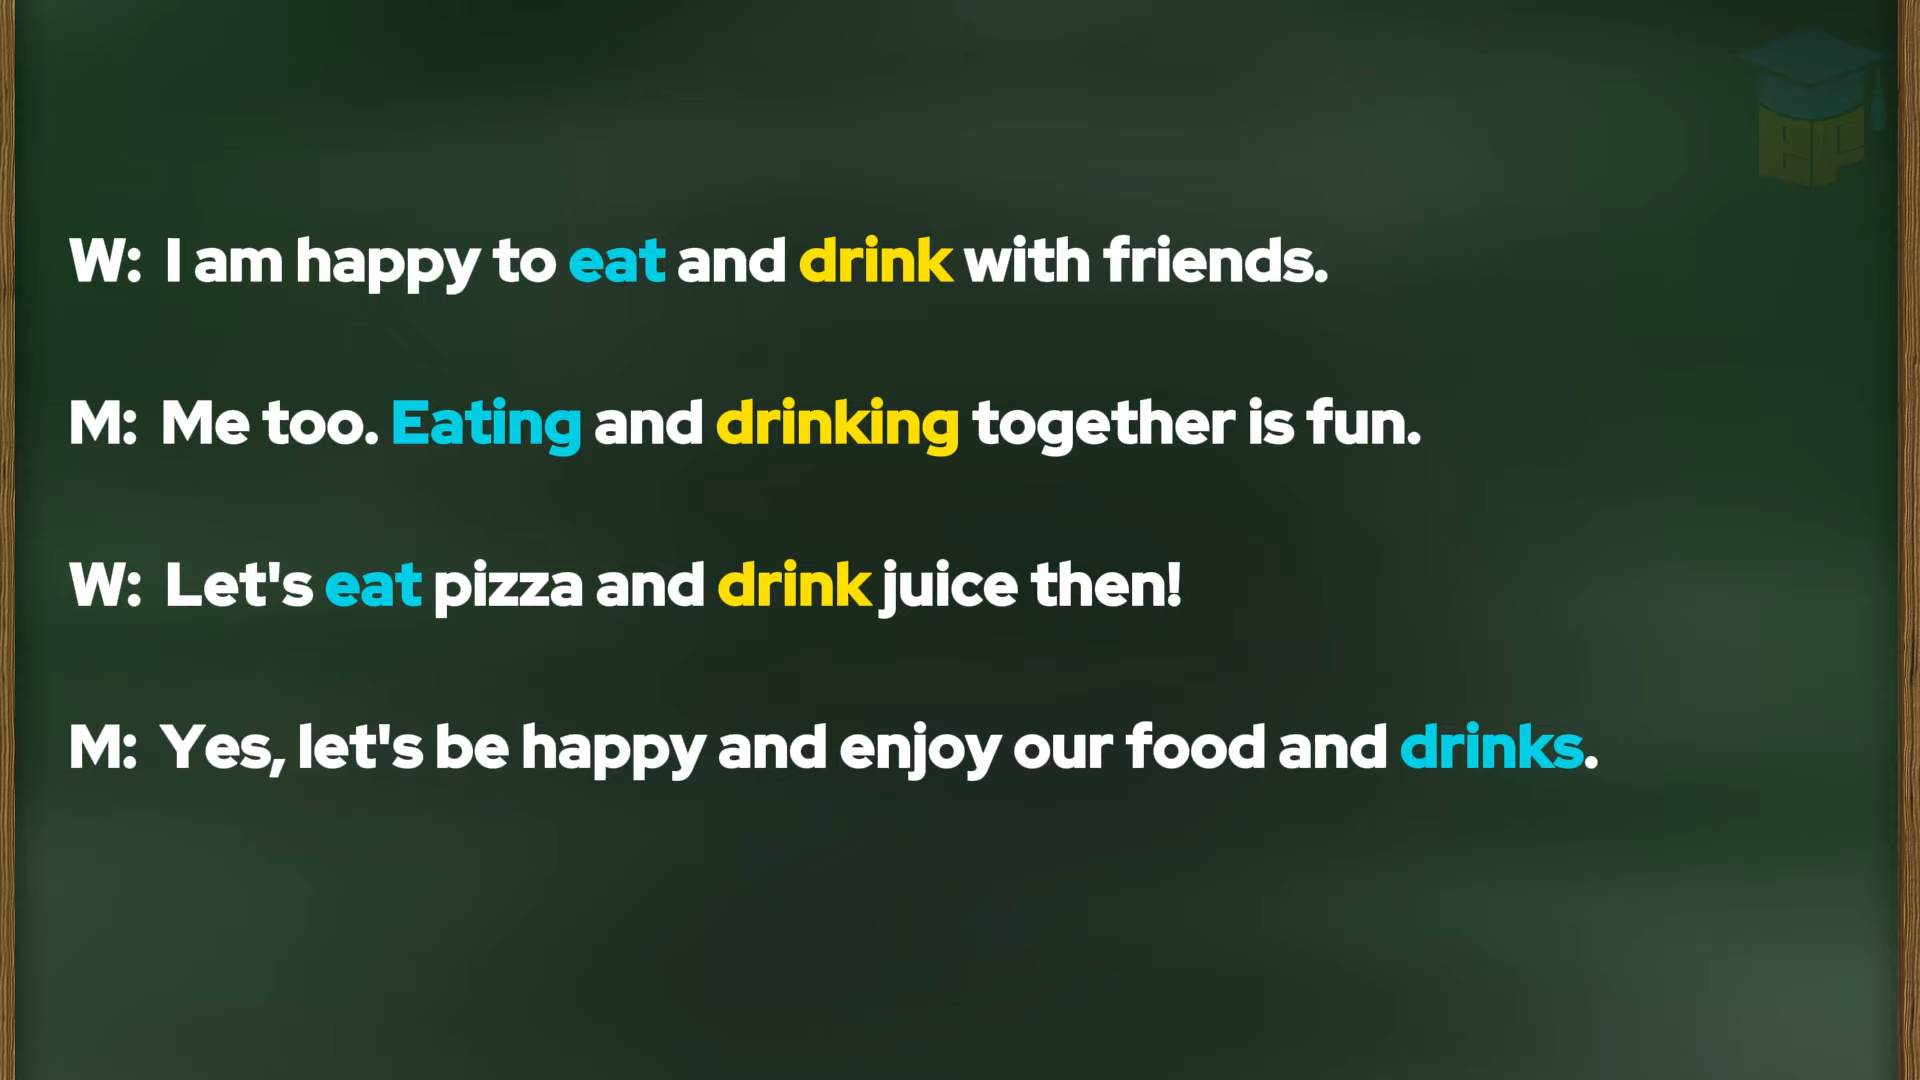 W: I am happy to eat and drink with friends.
M: Me too. Eating and drinking together is fun.
W: Let's eat pizza and drink juice then!
M: Yes, let's be happy and enjoy our food and drinks.